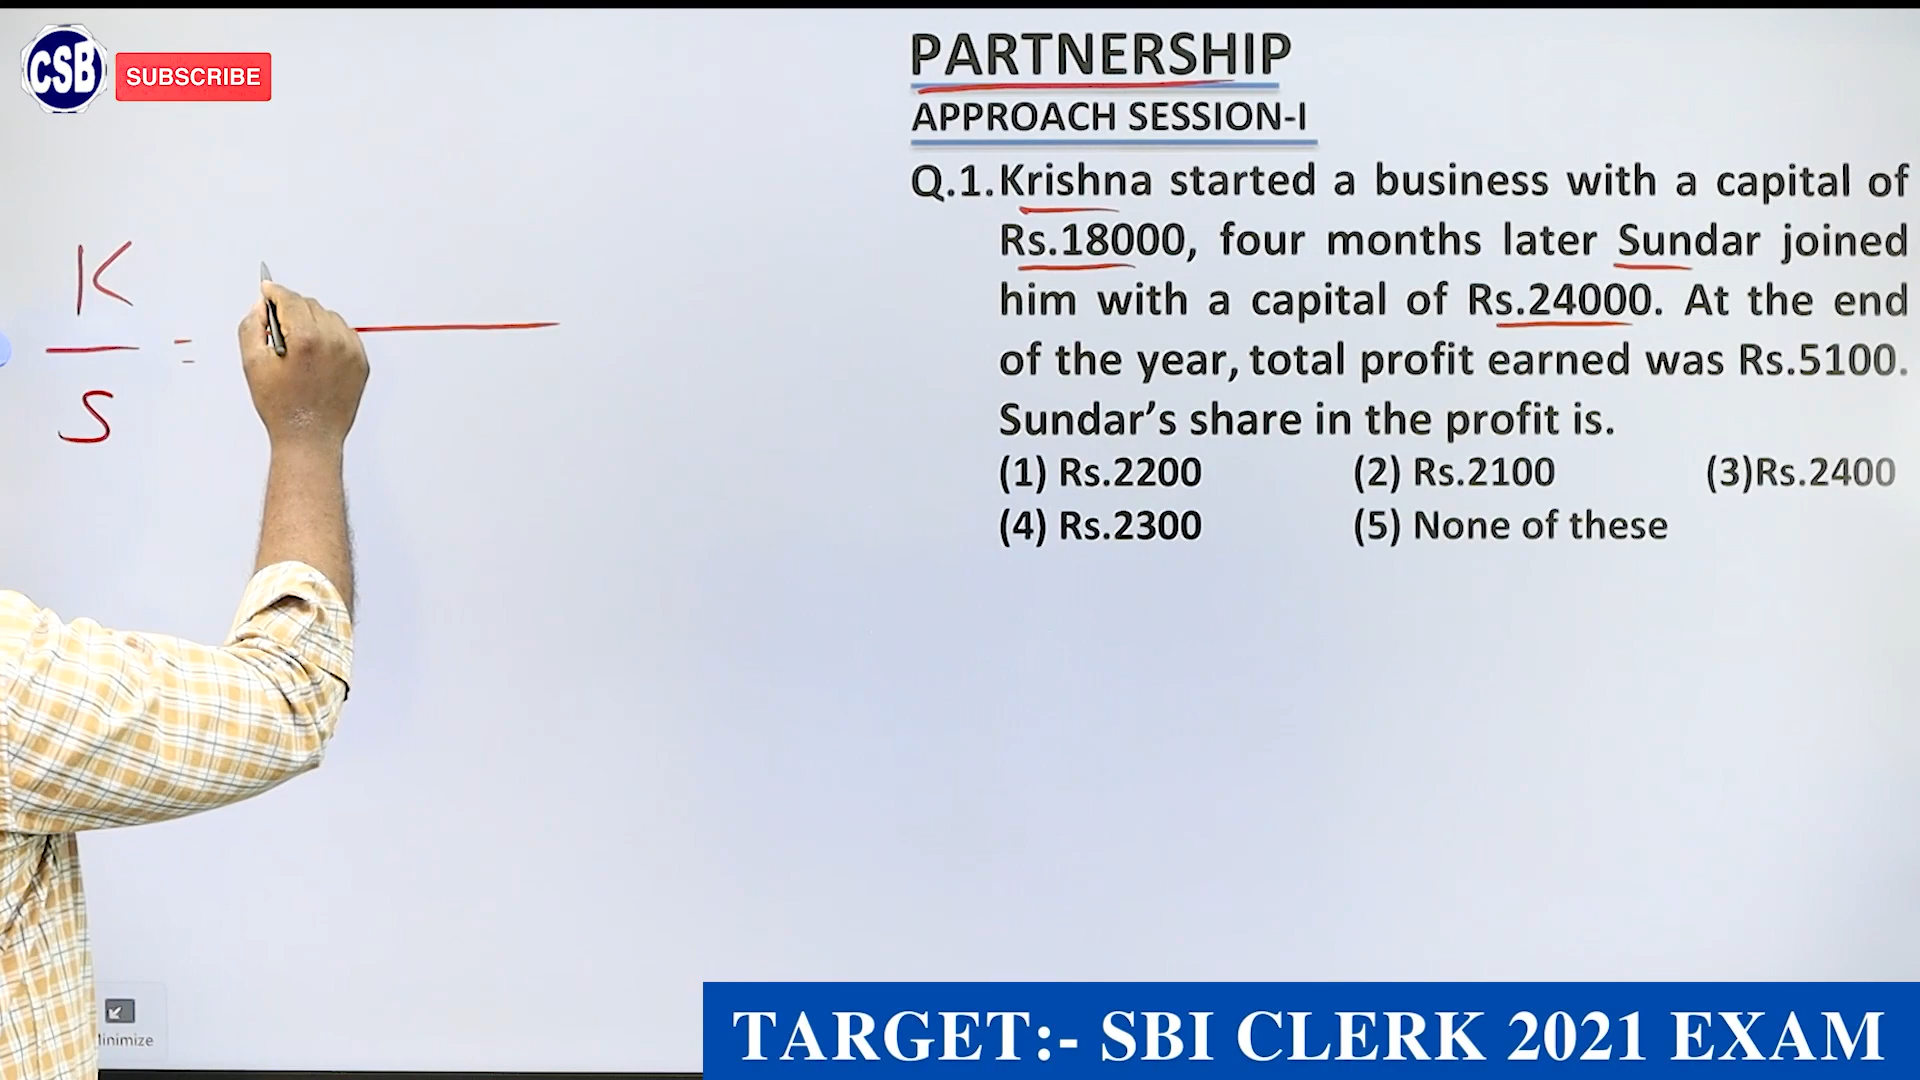 CSB
SUBSCRIBE
PARTNERSHIP
APPROACH SESSION-I
Q.1. Krishna started a business with a capital of
Rs.18000, four months later Sundar joined
him with a capital of Rs.24000. At the end
of the year, total profit earned was Rs.5100.
Sundar’s share in the profit is.
(1) Rs.2200 (2) Rs.2100 (3)Rs.2400
(4) Rs.2300 (5) None of these
K
=
S
TARGET:- SBI CLERK 2021 EXAM